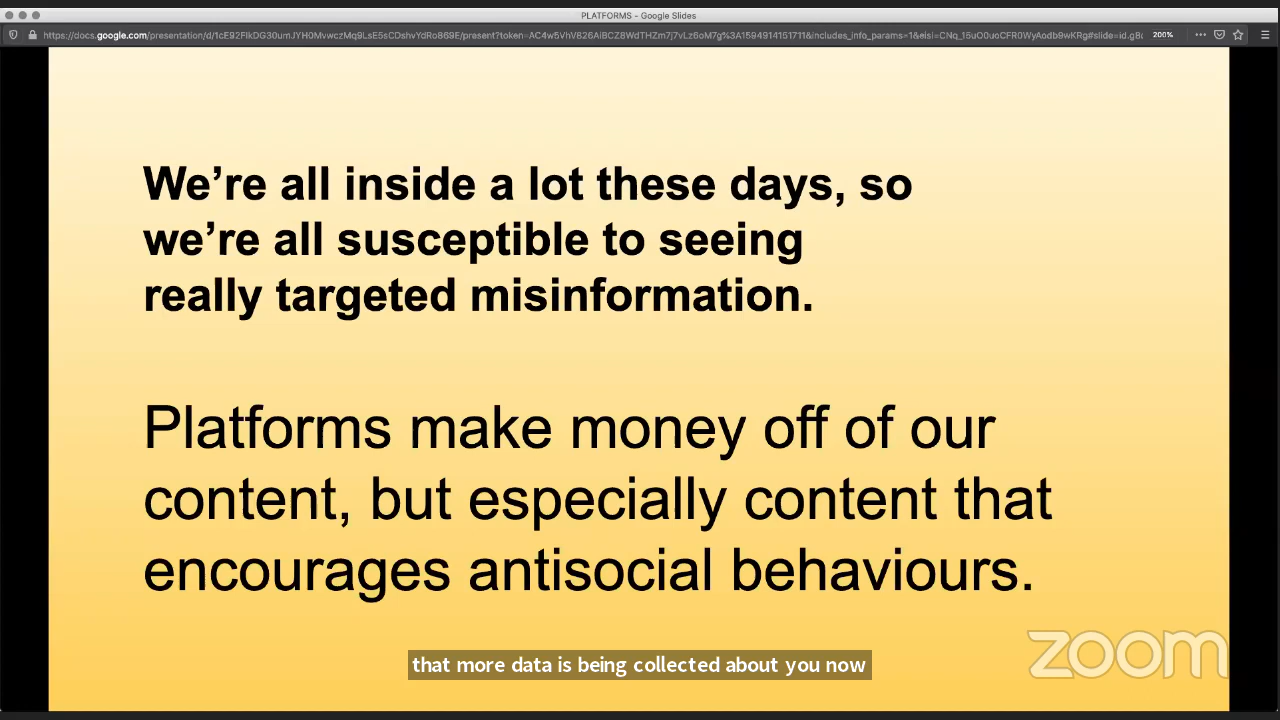 PLATFORMS - Google Slides
200%
We’re all inside a lot these days, so
we’re all susceptible to seeing
really targeted misinformation.
Platforms make money off of our
content, but especially content that
encourages antisocial behaviours.
that more data is being collected about you now
zoom